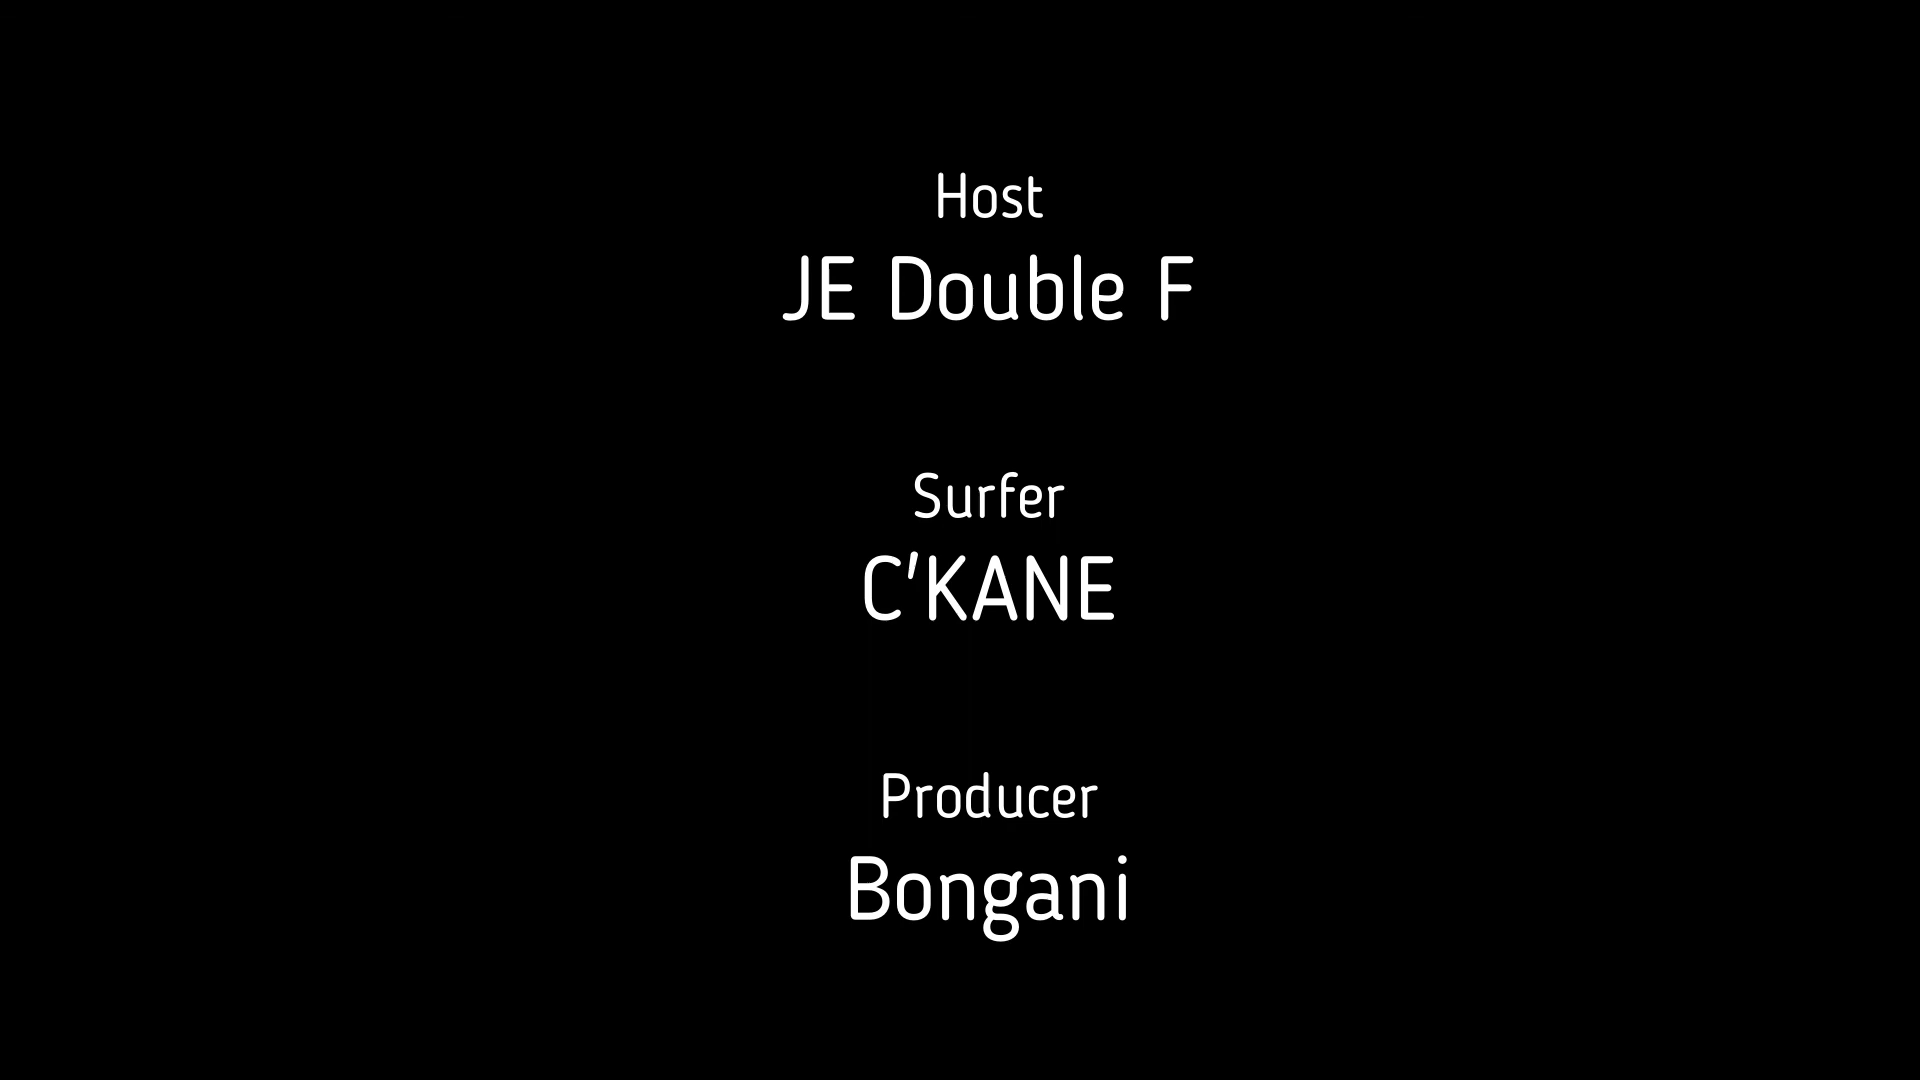 Host
JE Double F
Surfer
C'KANE
Producer
Bongani